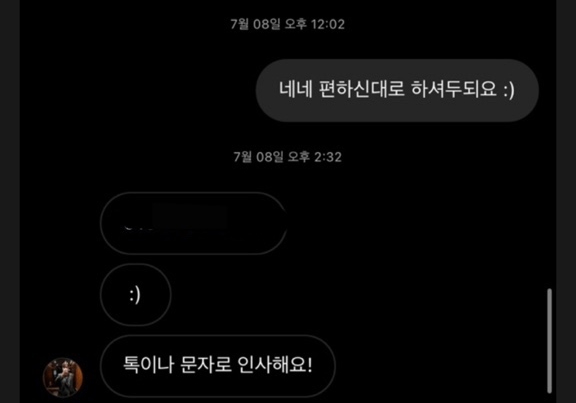 7월 08일 오후 12:02
네네 편하신대로 하셔두되요 :)
7월 08일 오후 2:32
:)
톡이나 문자로 인사해요!